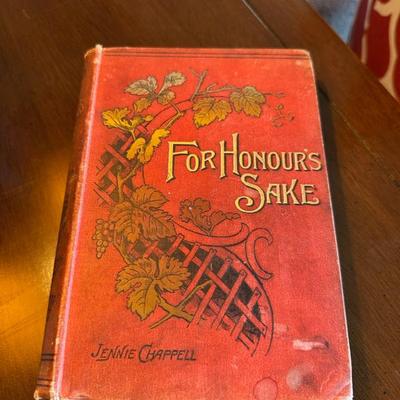 FOR HONOUR'S
SAKE
JENNIE CHAPPELL